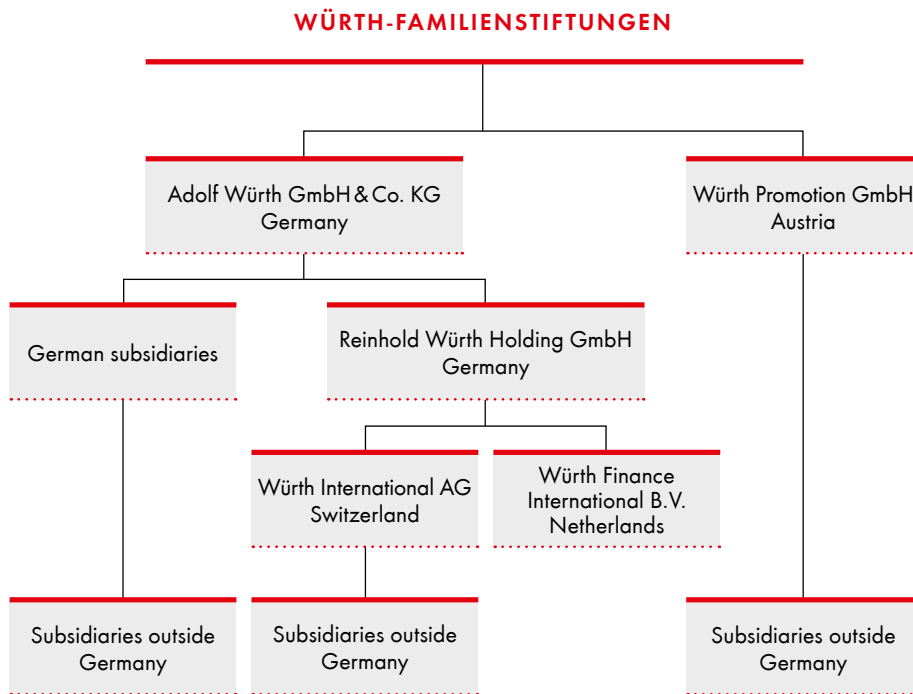 WÜRTH-FAMILIENSTIFTUNGEN
Adolf Würth GmbH & Co. KG
Germany
Würth Promotion GmbH
Austria
German subsidiaries
Reinhold Würth Holding GmbH
Germany
Würth International AG
Switzerland
Würth Finance
International B.V.
Netherlands
Subsidiaries outside
Germany
Subsidiaries outside
Germany
Subsidiaries outside
Germany